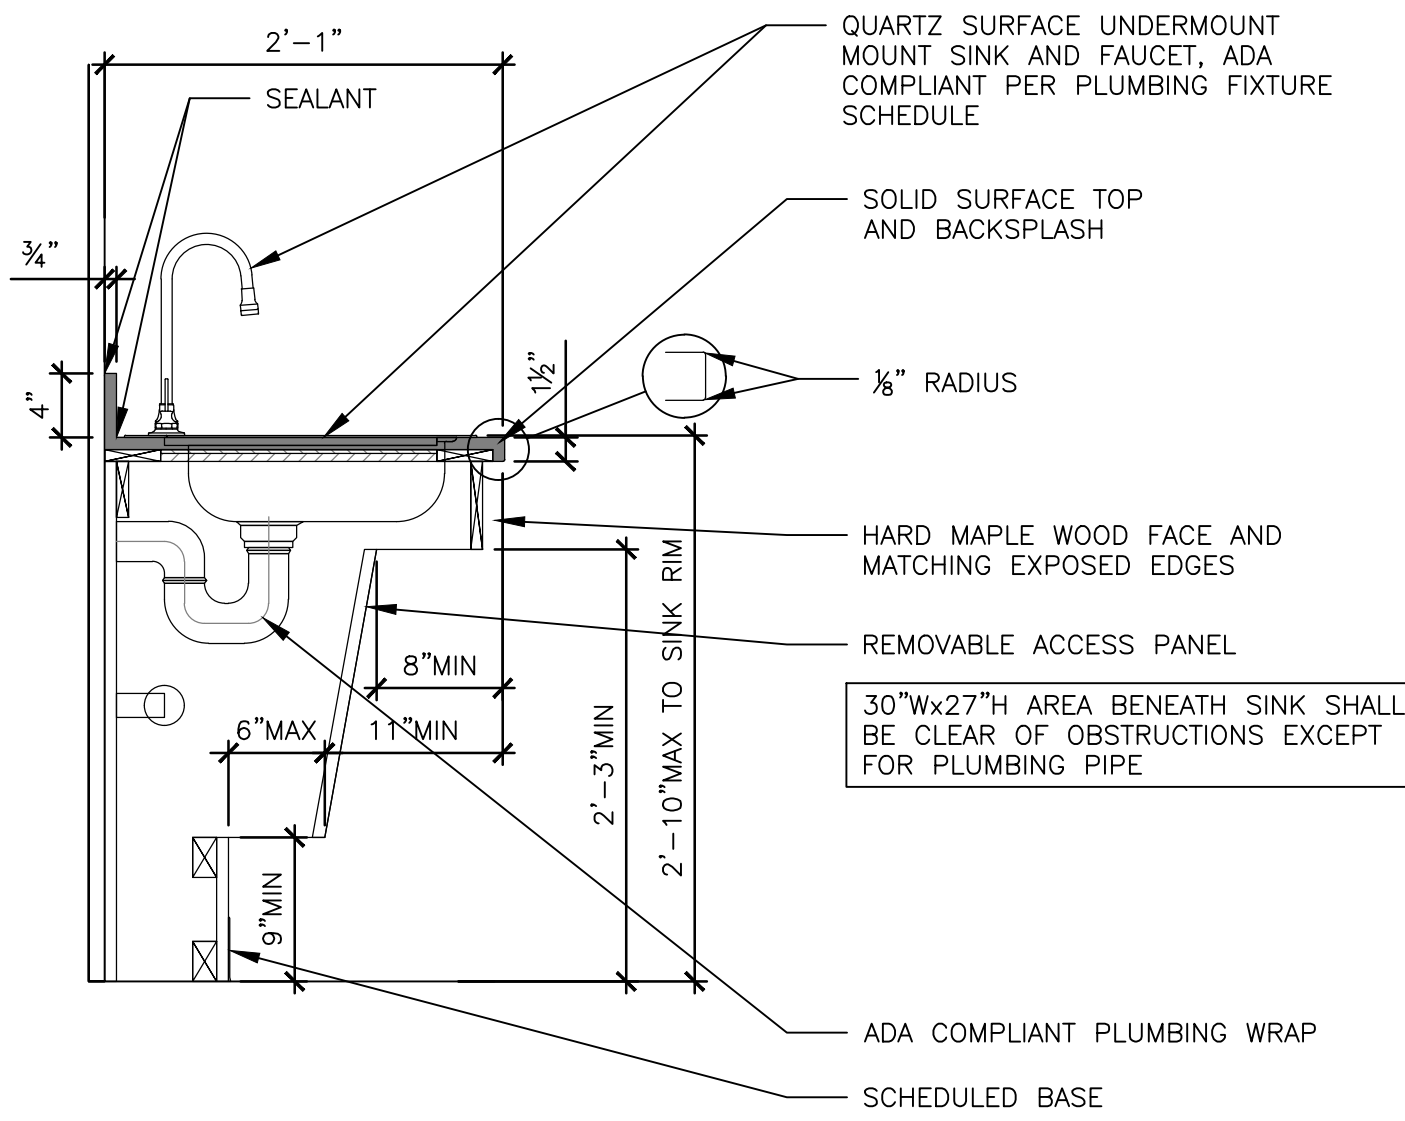 2'-1"
SEALANT
QUARTZ SURFACE UNDERMOUNT
MOUNT SINK AND FAUCET, ADA
COMPLIANT PER PLUMBING FIXTURE
SCHEDULE
SOLID SURFACE TOP
AND BACKSPLASH
¾"
4"
1½"
⅛" RADIUS
HARD MAPLE WOOD FACE AND
MATCHING EXPOSED EDGES
REMOVABLE ACCESS PANEL
8"MIN
6"MAX
11"MIN
2'-3"MIN
2'-10"MAX TO SINK RIM
30"Wx27"H AREA BENEATH SINK SHALL
BE CLEAR OF OBSTRUCTIONS EXCEPT
FOR PLUMBING PIPE
9"MIN
ADA COMPLIANT PLUMBING WRAP
SCHEDULED BASE